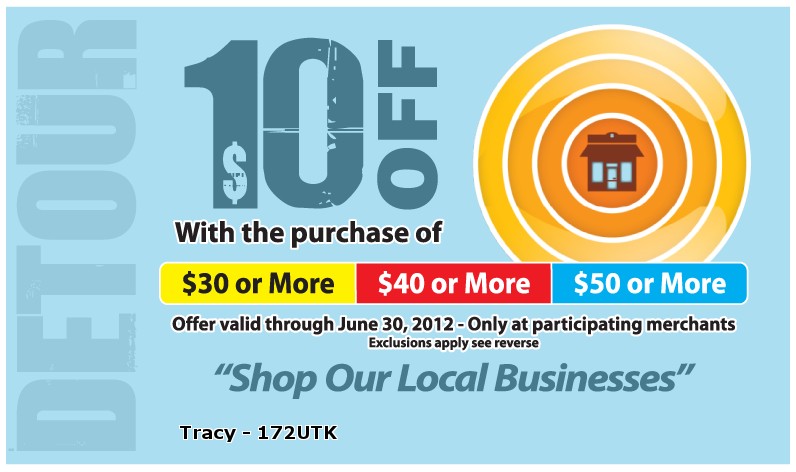 DETOUR
$10 OFF
With the purchase of
$30 or More $40 or More $50 or More
Offer valid through June 30, 2012 - Only at participating merchants
Exclusions apply see reverse
“Shop Our Local Businesses”
Tracy - 172UTK